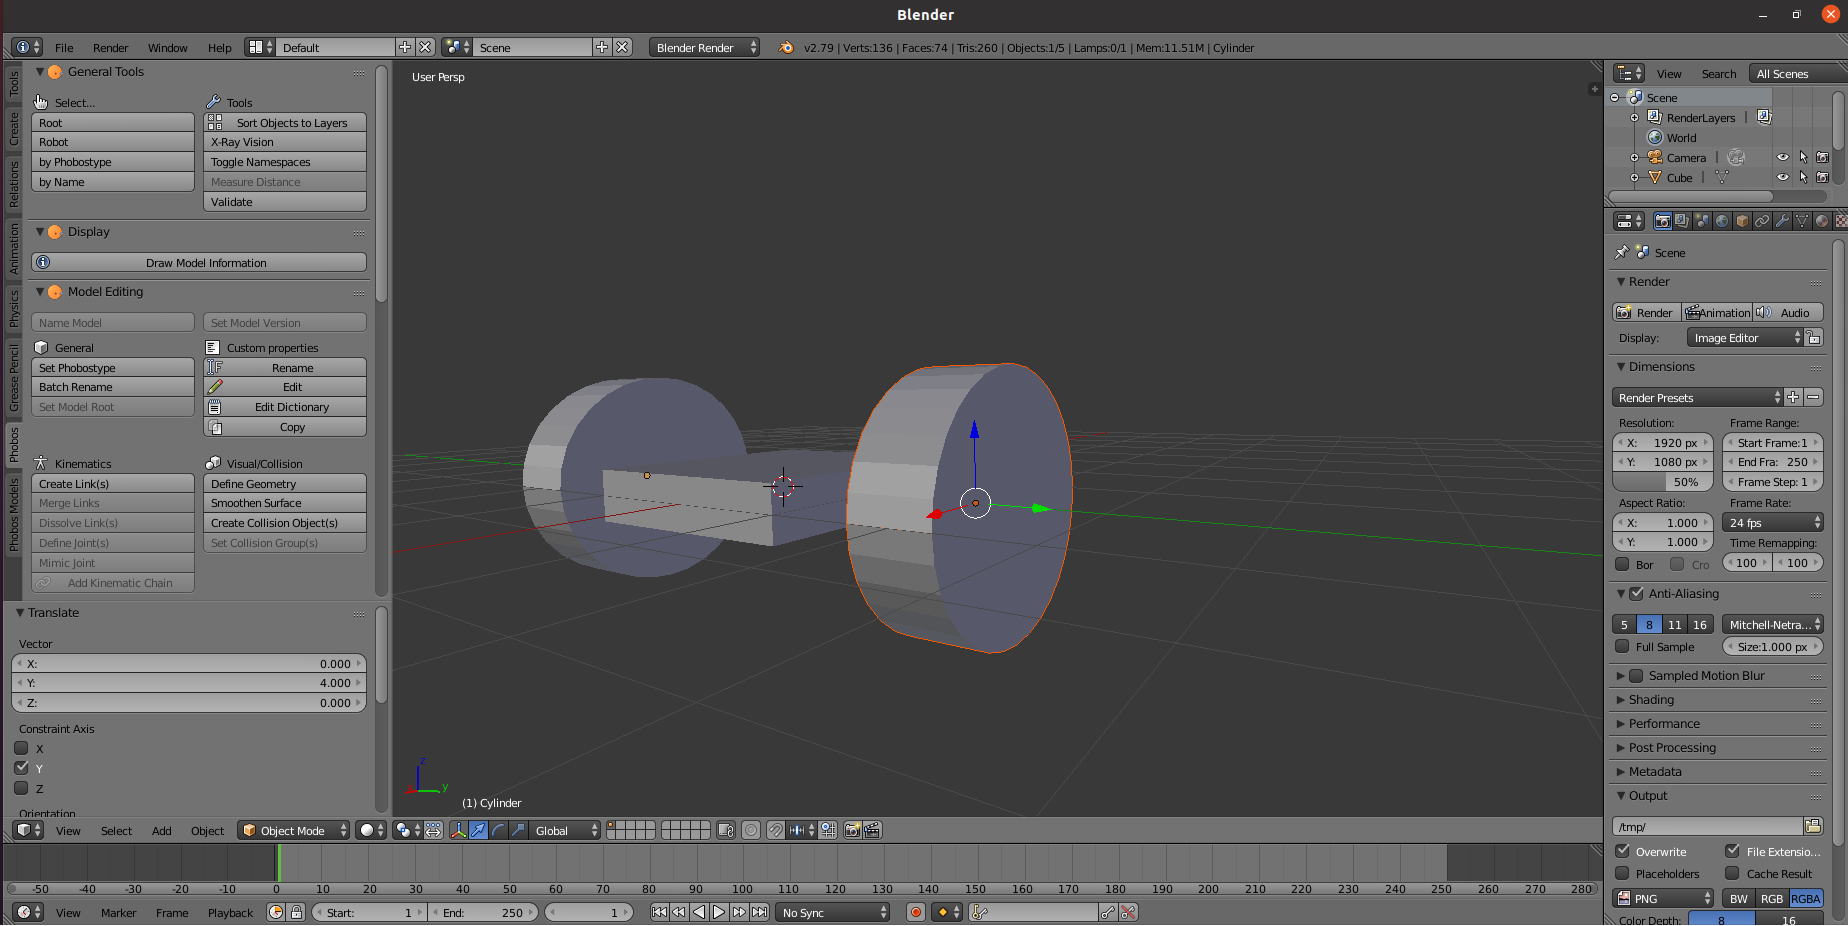 Blender
File Render Window Help Default Scene Blender Render v2.79 | Verts:136 | Faces:74 | Tris:260 | Objects:1/5 | Lamps:0/1 | Mem:11.51M | Cylinder
Tools
Create
Relations
Animation
Physics
Grease Pencil
Phobos
Phobos Models
General Tools
Select... Tools
Root Sort Objects to Layers
Robot X-Ray Vision
by Phobostype Toggle Namespaces
by Name Measure Distance
Validate
Display
Draw Model Information
Model Editing
Name Model Set Model Version
General Custom properties
Set Phobostype Rename
Batch Rename Edit
Set Model Root Edit Dictionary
Copy
Kinematics Visual/Collision
Create Link(s) Define Geometry
Merge Links Smoothen Surface
Dissolve Link(s) Create Collision Object(s)
Define Joint(s) Set Collision Group(s)
Mimic Joint
Add Kinematic Chain
Translate
Vector
X: 0.000
Y: 4.000
Z: 0.000
Constraint Axis
X
Y
Z
Orientation
User Persp
z
y
(1) Cylinder
View Select Add Object Object Mode Global
-50 -40 -30 -20 -10 0 10 20 30 40 50 60 70 80 90 100 110 120 130 140 150 160 170 180 190 200 210 220 230 240 250 260 270 280
View Marker Frame Playback Start: 1 End: 250 1 No Sync
View Search All Scenes
Scene
RenderLayers |
World
Camera |
Cube |
Scene
Render
Render Animation Audio
Display: Image Editor
Dimensions
Render Presets
Resolution: Frame Range:
X: 1920 px Start Frame:1
Y: 1080 px End Fra: 250
50% Frame Step: 1
Aspect Ratio: Frame Rate:
X: 1.000 24 fps
Y: 1.000 Time Remapping:
Bor Cro 100 100
Anti-Aliasing
5 8 11 16 Mitchell-Netra...
Full Sample Size:1.000 px
Sampled Motion Blur
Shading
Performance
Post Processing
Metadata
Output
/tmp/
Overwrite File Extensio...
Placeholders Cache Result
PNG BW RGB RGBA
Color Depth: 8 16